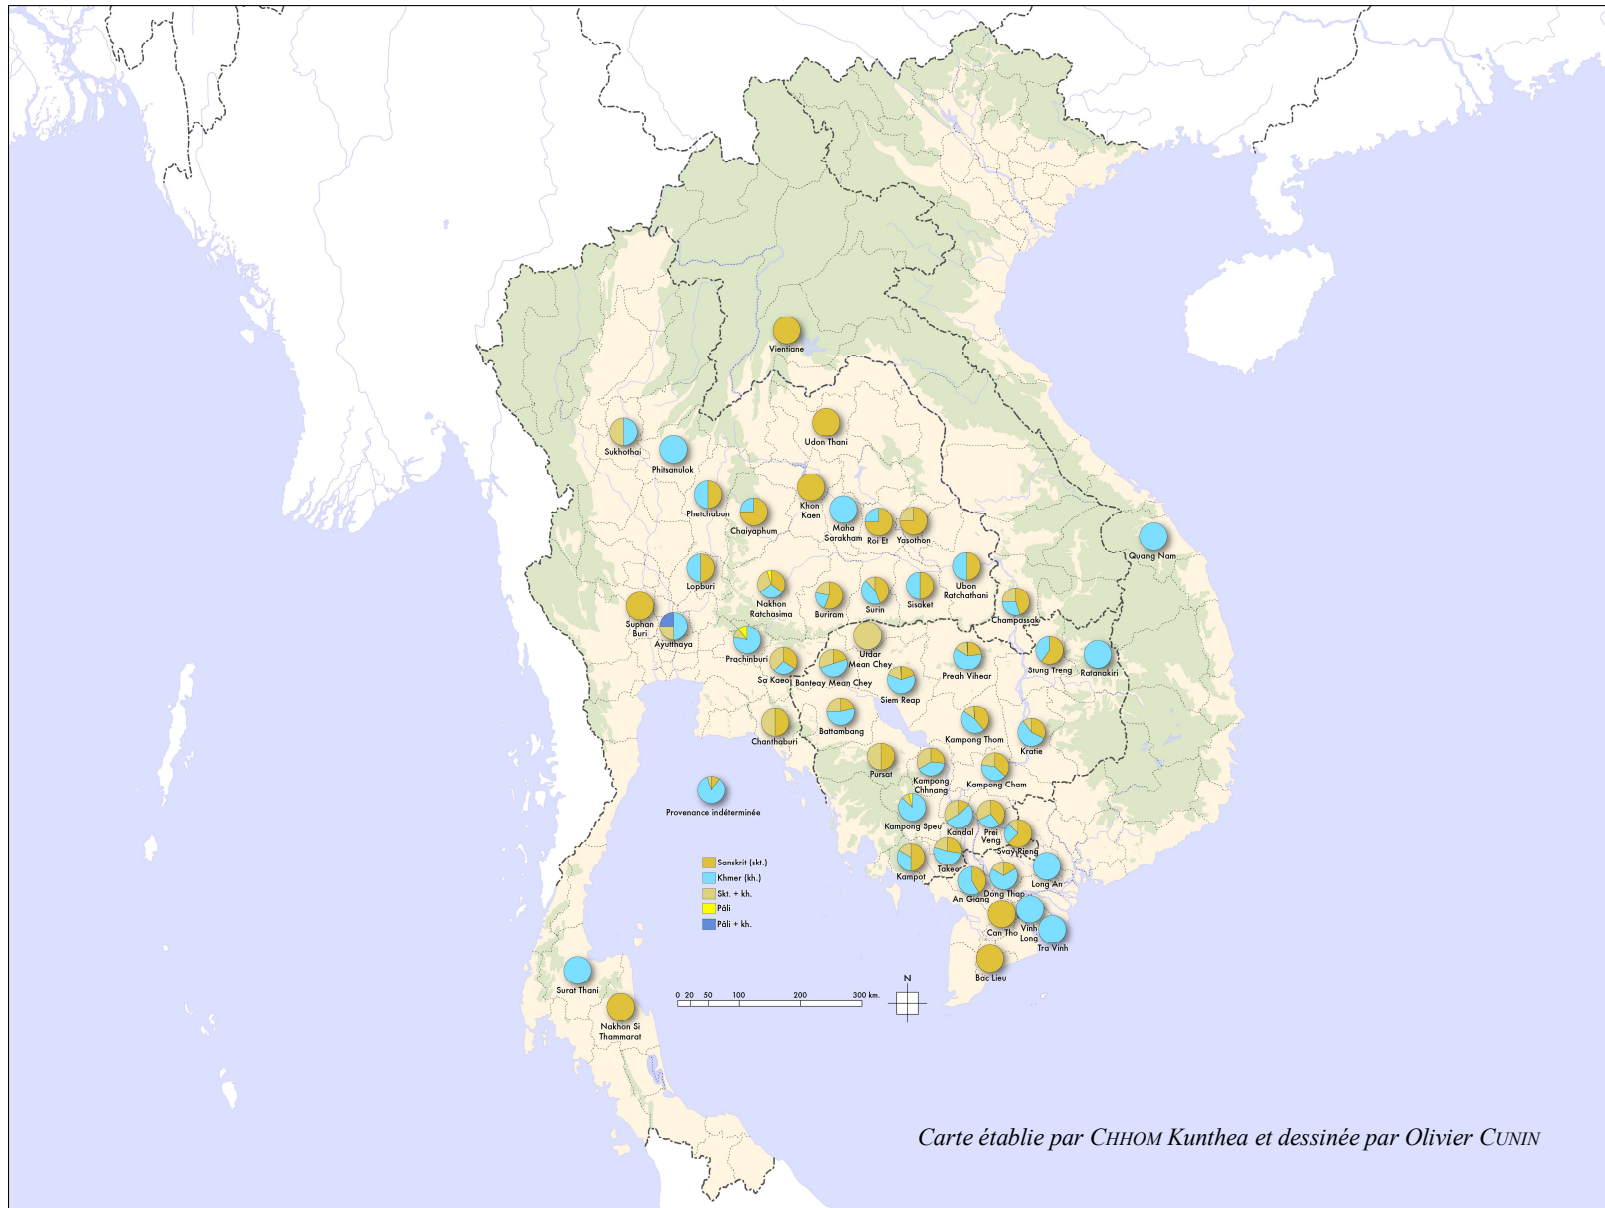 Vientiane
Udon Thani
Sukhothai
Phitsanulok
Phetchabun
Chaiyaphum
Khon
Kaen
Maha
Sarakham
Roi Et
Yasothon
Quang Nam
Lopburi
Nakhon
Ratchasima
Buriram
Surin
Sisaket
Ubon
Ratchathani
Champassak
Suphan
Buri
Ayutthaya
Prachinburi
Sa Kaeo
Banteay Mean Chey
Utdar
Mean Chey
Siem Reap
Preah Vihear
Stung Treng
Ratanakiri
Chanthaburi
Battambang
Kampong Thom
Kratie
Pursat
Kampong
Chhnang
Kampong Cham
Provenance indéterminée
Kampong Speu
Kandal
Prei
Veng
Svay Rieng
Kampot
Takeo
An Giang
Dong Thap
Long An
Can Tho
Vinh
Long
Tra Vinh
Bac Lieu
Sanskrit (skt.)
Khmer (kh.)
Skt. + kh.
Pâli
Pâli + kh.
Surat Thani
Nakhon Si
Thammarat
0 20 50 100 200 300 km.
N
Carte établie par CHHOM Kunthea et dessinée par Olivier CUNIN